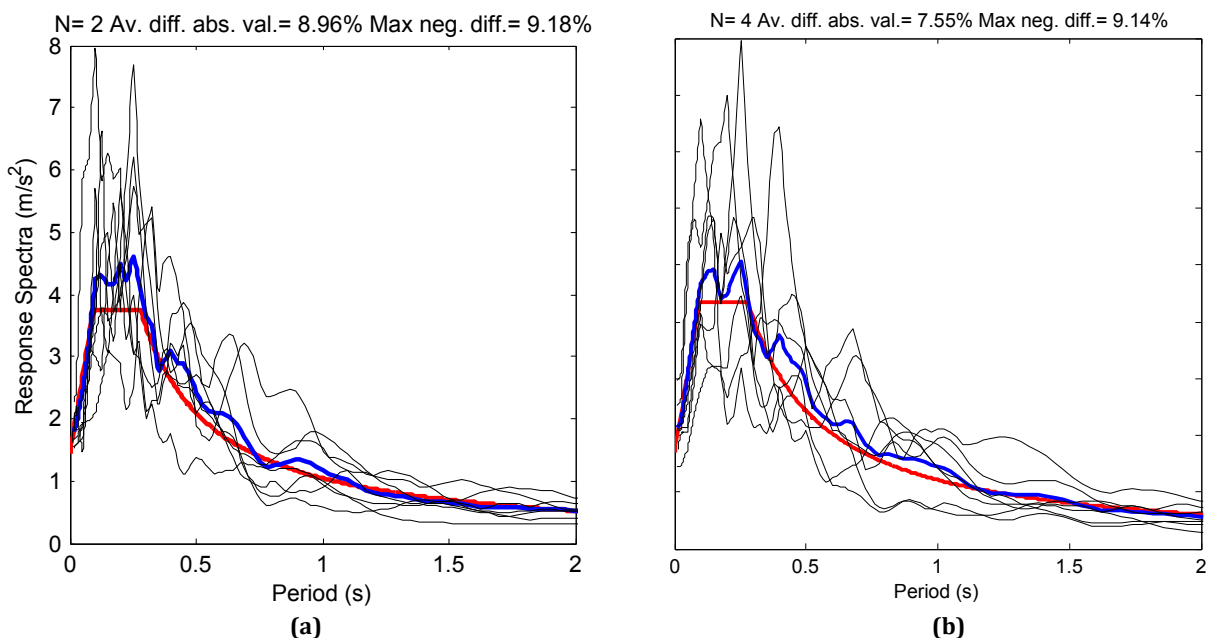 N= 2 Av. diff. abs. val.= 8.96% Max neg. diff.= 9.18%
8
7
6
5
4
3
2
1
0
Response Spectra (m/s²)
0 0.5 1 1.5 2
Period (s)
(a)
N= 4 Av. diff. abs. val.= 7.55% Max neg. diff.= 9.14%
0 0.5 1 1.5 2
Period (s)
(b)